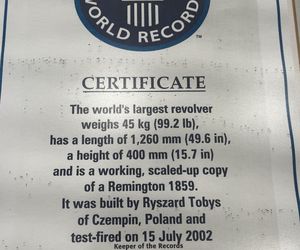 WORLD RECORD
™
CERTIFICATE
The world's largest revolver
weighs 45 kg (99.2 lb),
has a length of 1,260 mm (49.6 in),
a height of 400 mm (15.7 in)
and is a working, scaled-up copy
of a Remington 1859.
It was built by Ryszard Tobys
of Czempin, Poland and
test-fired on 15 July 2002
Keeper of the Records